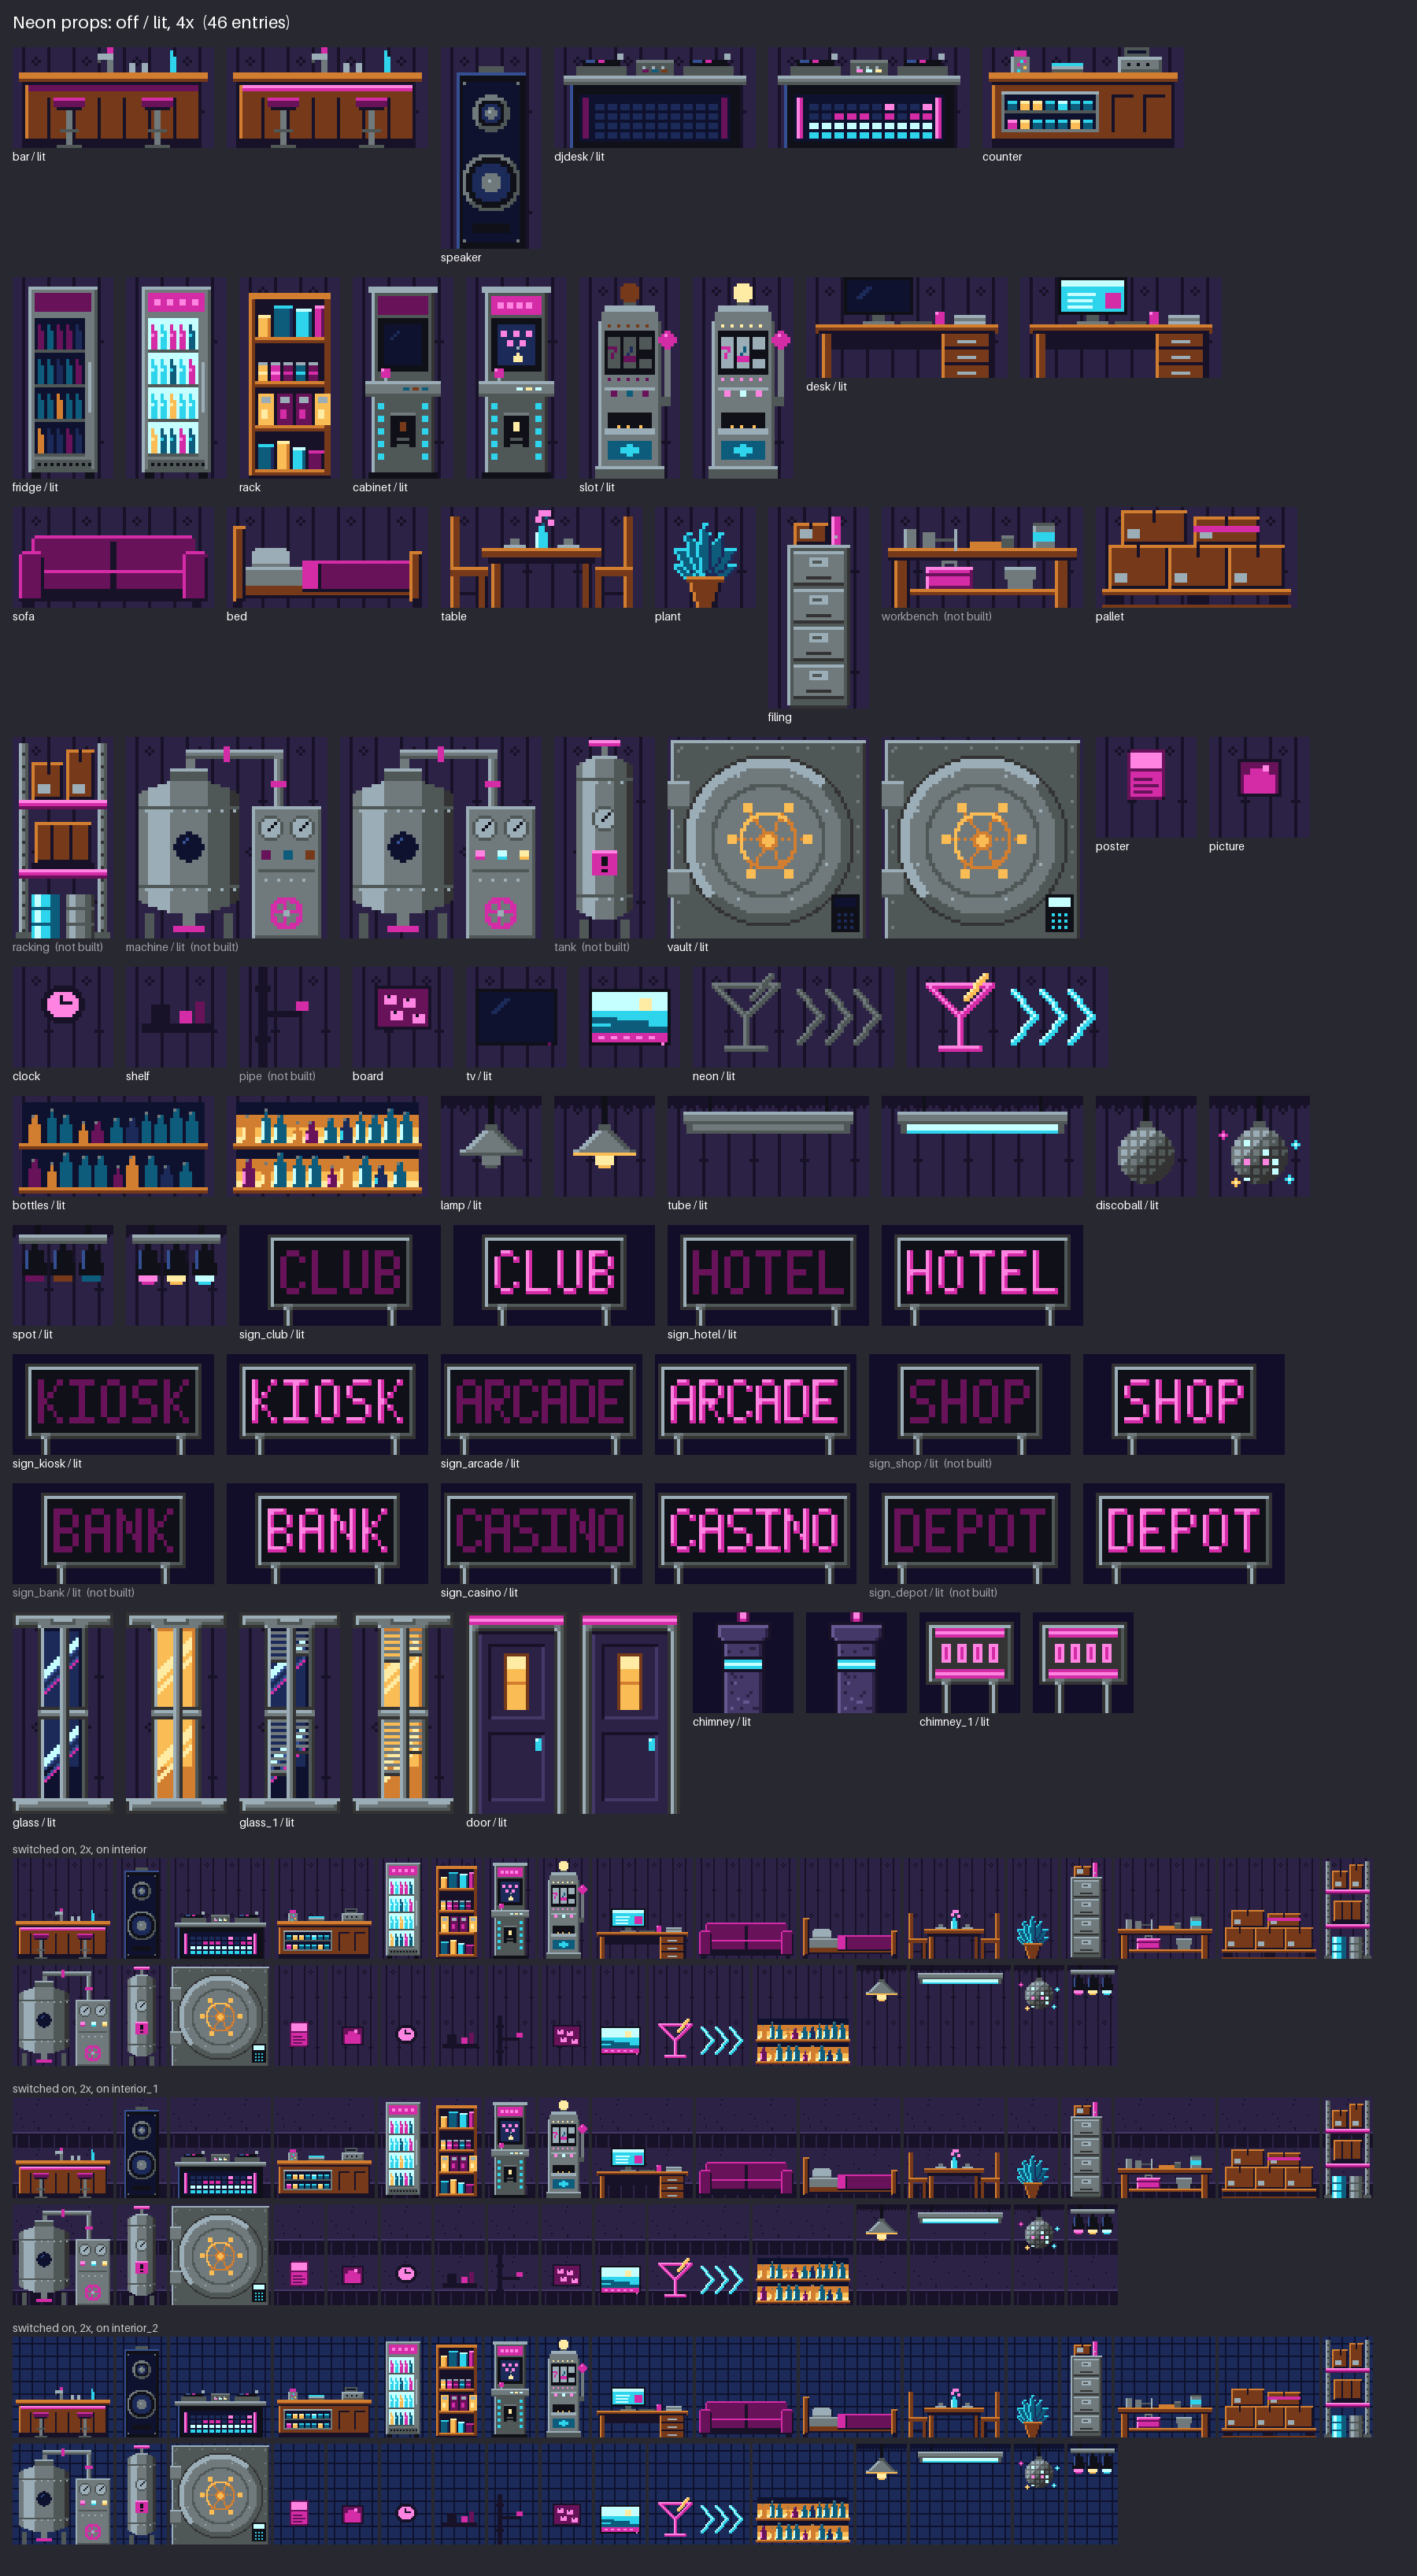 Neon props: off / lit, 4x (46 entries)
bar / lit
speaker
djdesk / lit
counter
fridge / lit
rack
cabinet / lit
slot / lit
desk / lit
sofa
bed
table
plant
filing
workbench (not built)
pallet
racking (not built)
machine / lit (not built)
tank (not built)
vault / lit
poster
picture
clock
shelf
pipe (not built)
board
tv / lit
neon / lit
bottles / lit
lamp / lit
tube / lit
discoball / lit
CLUB
CLUB
HOTEL
HOTEL
spot / lit
sign_club / lit
sign_hotel / lit
KIOSK
KIOSK
ARCADE
ARCADE
SHOP
SHOP
sign_kiosk / lit
sign_arcade / lit
sign_shop / lit (not built)
BANK
BANK
CASINO
CASINO
DEPOT
DEPOT
sign_bank / lit (not built)
sign_casino / lit
sign_depot / lit (not built)
chimney / lit
chimney_1 / lit
glass / lit
glass_1 / lit
door / lit
switched on, 2x, on interior
switched on, 2x, on interior_1
switched on, 2x, on interior_2